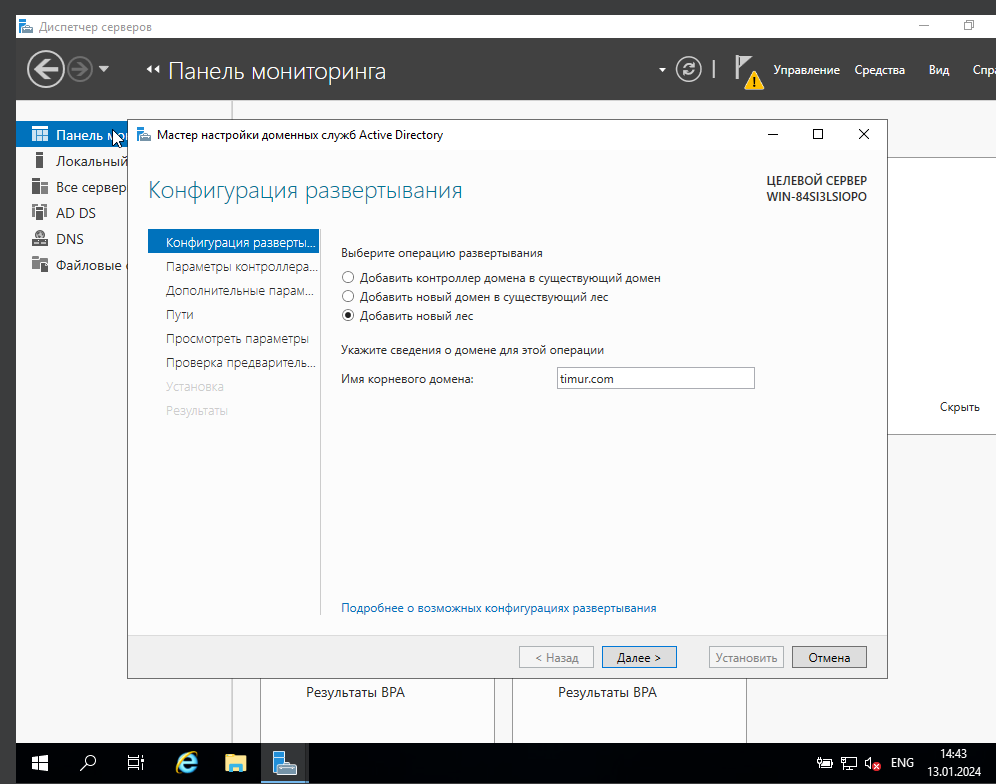 Диспетчер серверов
Панель мониторинга
Управление Средства Вид Спра
Панель мо
Локальный
Все сервер
AD DS
DNS
Файловые
Мастер настройки доменных служб Active Directory
Конфигурация развертывания
ЦЕЛЕВОЙ СЕРВЕР
WIN-84SI3LSIOPO
Конфигурация разверты...
Параметры контроллера...
Дополнительные парам...
Пути
Просмотреть параметры
Проверка предваритель...
Установка
Результаты
Выберите операцию развертывания
Добавить контроллер домена в существующий домен
Добавить новый домен в существующий лес
Добавить новый лес
Укажите сведения о домене для этой операции
Имя корневого домена: timur.com
Подробнее о возможных конфигурациях развертывания
< Назад Далее > Установить Отмена
Скрыть
Результаты BPA Результаты BPA
ENG
14:43
13.01.2024